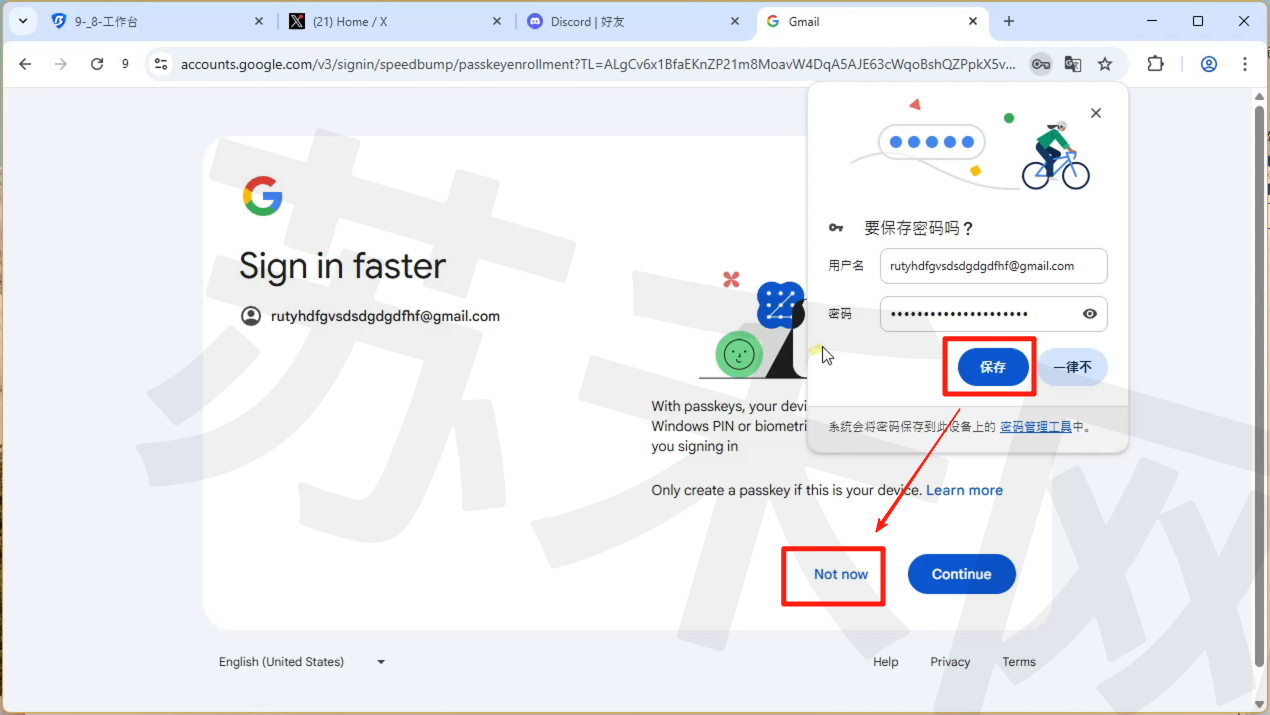 9-_8-工作台
(21) Home / X
Discord | 好友
Gmail
9
accounts.google.com/v3/signin/speedbump/passkeyenrollment?TL=ALgCv6x1BfaEKnZP21m8MoavW4DqA5AJE63cWqoBshQZPpkX5v...
Sign in faster
rutyhdfgvsdsdgdgdfhf@gmail.com
要保存密码吗？
用户名
rutyhdfgvsdsdgdgdfhf@gmail.com
密码
保存
一律不
系统会将密码保存到此设备上的 密码管理工具中。
With passkeys, your devi
Windows PIN or biometri
you signing in
Only create a passkey if this is your device. Learn more
Not now
Continue
English (United States)
Help
Privacy
Terms
苏米网